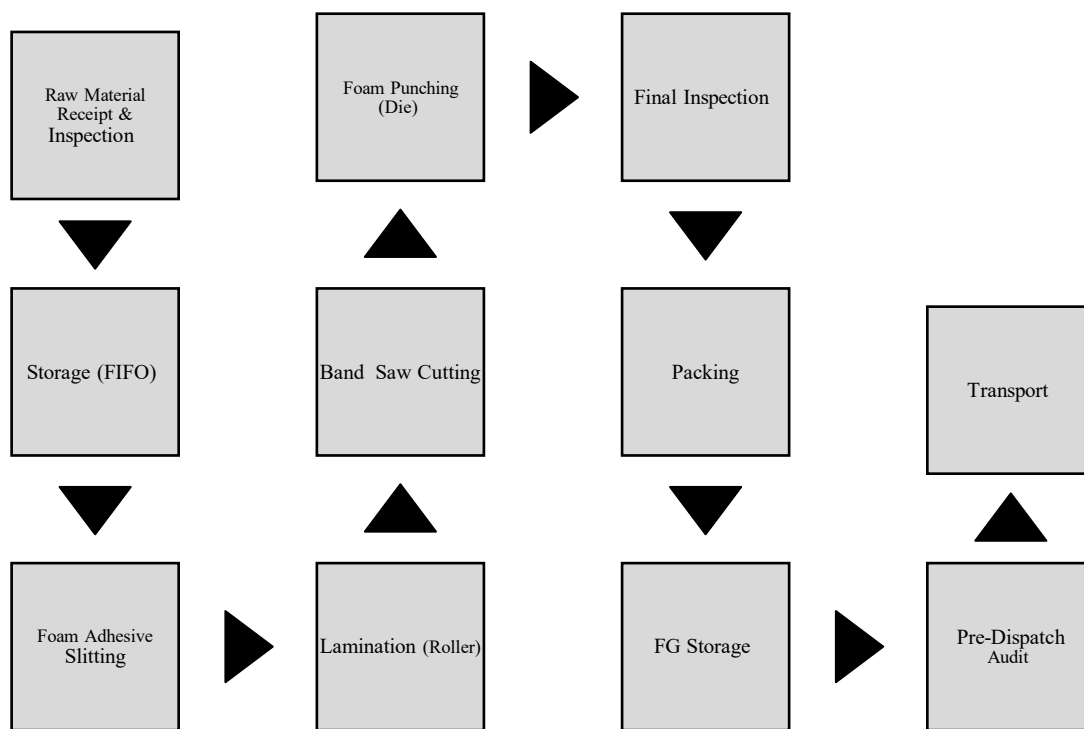 Raw Material
Receipt &
Inspection
Storage (FIFO)
Foam Adhesive
Slitting
Lamination (Roller)
Band Saw Cutting
Foam Punching
(Die)
Final Inspection
Packing
FG Storage
Pre-Dispatch
Audit
Transport